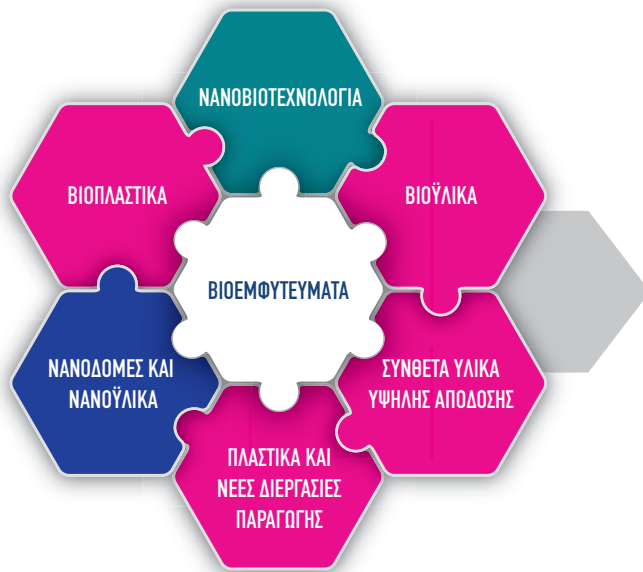 ΝΑΝΟΒΙΟΤΕΧΝΟΛΟΓΙΑ
ΒΙΟΠΛΑΣΤΙΚΑ
ΒΙΟΫΛΙΚΑ
ΒΙΟΕΜΦΥΤΕΥΜΑΤΑ
ΝΑΝΟΔΟΜΕΣ ΚΑΙ
ΝΑΝΟΫΛΙΚΑ
ΣΥΝΘΕΤΑ ΥΛΙΚΑ
ΥΨΗΛΗΣ ΑΠΟΔΟΣΗΣ
ΠΛΑΣΤΙΚΑ ΚΑΙ
ΝΕΕΣ ΔΙΕΡΓΑΣΙΕΣ
ΠΑΡΑΓΩΓΗΣ